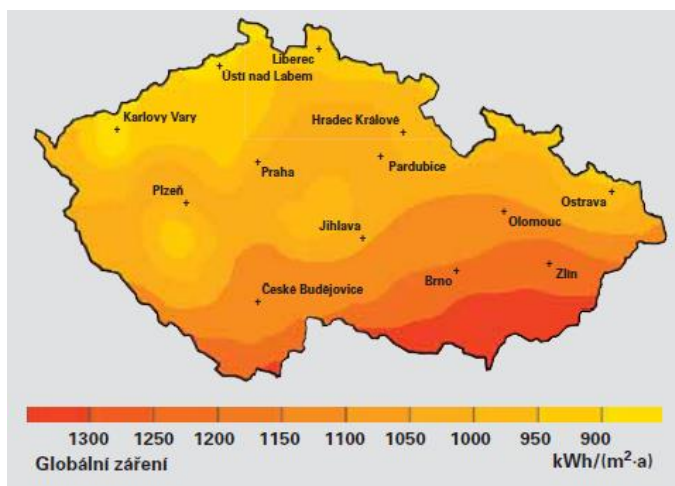 Liberec
Ústí nad Labem
Karlovy Vary
Hradec Králové
Praha
Pardubice
Plzeň
Ostrava
Olomouc
Jihlava
Zlín
Brno
České Budějovice
1300 1250 1200 1150 1100 1050 1000 950 900
Globální záření kWh/(m²·a)